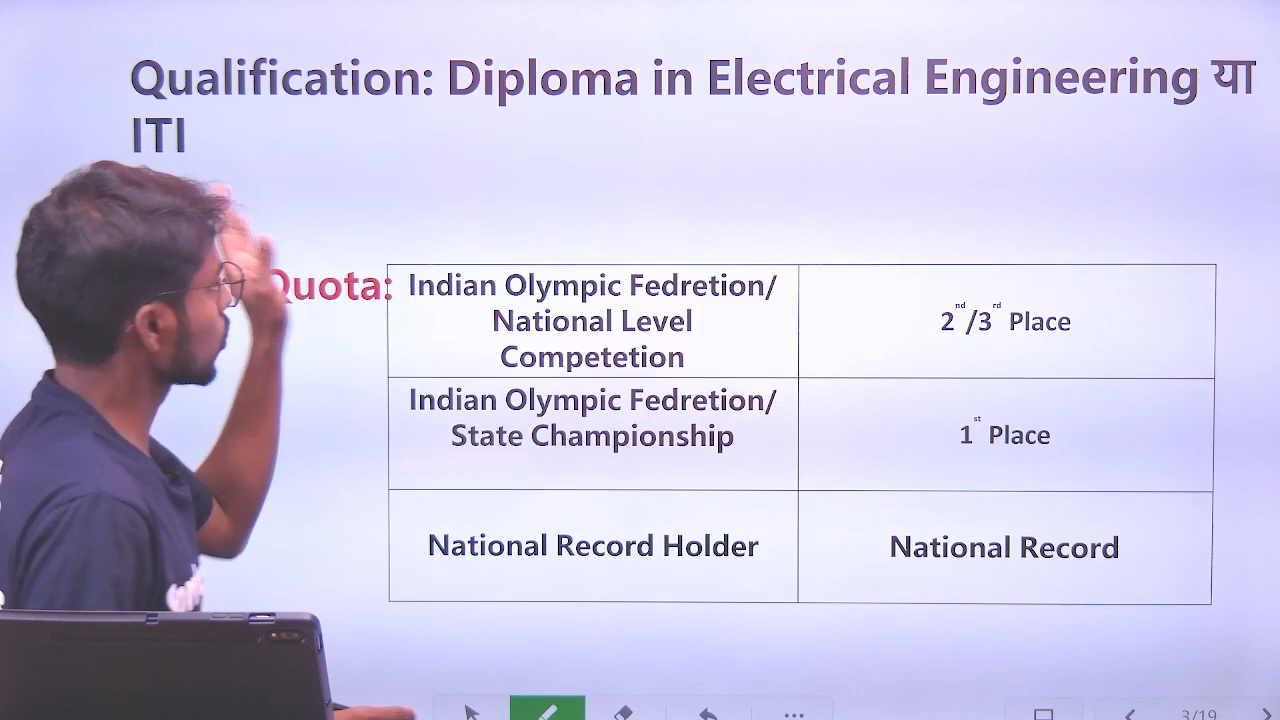 Qualification: Diploma in Electrical Engineering या
ITI
Quota:
Indian Olympic Fedretion/
National Level
Competetion
2nd/3rd Place
Indian Olympic Fedretion/
State Championship
1st Place
National Record Holder
National Record
3/19